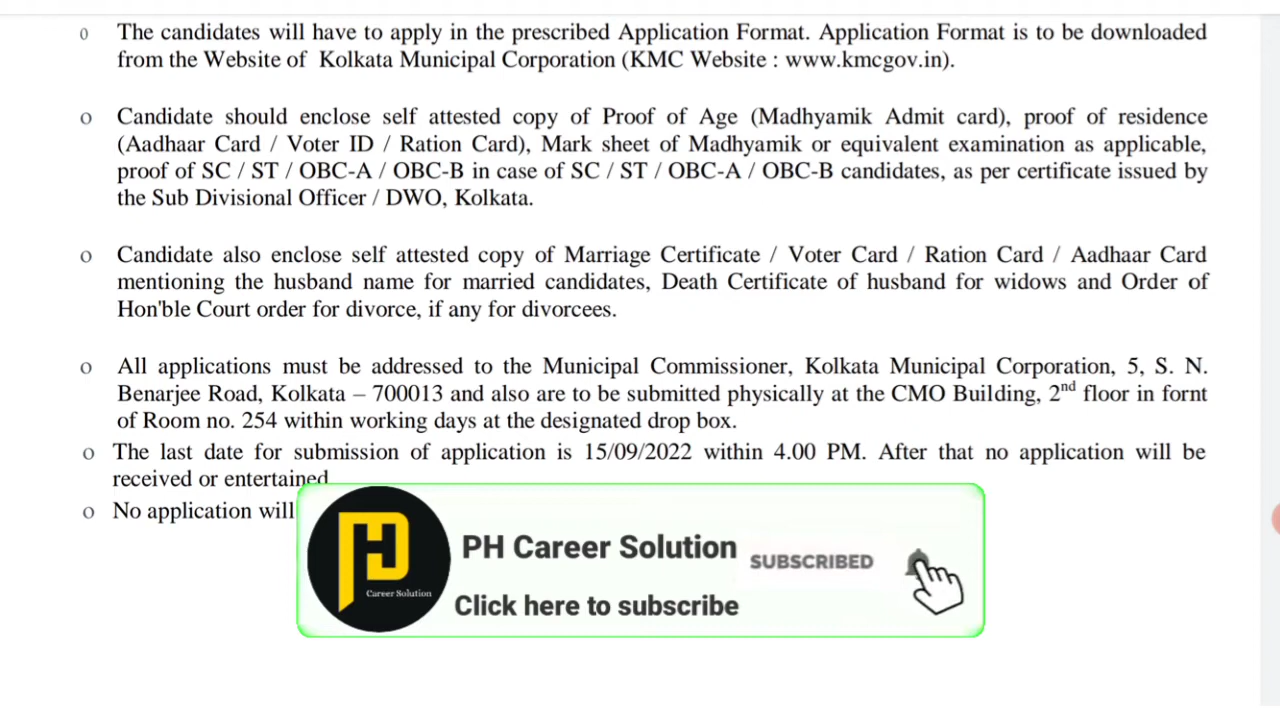 o The candidates will have to apply in the prescribed Application Format. Application Format is to be downloaded
from the Website of Kolkata Municipal Corporation (KMC Website : www.kmcgov.in).
o Candidate should enclose self attested copy of Proof of Age (Madhyamik Admit card), proof of residence
(Aadhaar Card / Voter ID / Ration Card), Mark sheet of Madhyamik or equivalent examination as applicable,
proof of SC / ST / OBC-A / OBC-B in case of SC / ST / OBC-A / OBC-B candidates, as per certificate issued by
the Sub Divisional Officer / DWO, Kolkata.
o Candidate also enclose self attested copy of Marriage Certificate / Voter Card / Ration Card / Aadhaar Card
mentioning the husband name for married candidates, Death Certificate of husband for widows and Order of
Hon'ble Court order for divorce, if any for divorcees.
o All applications must be addressed to the Municipal Commissioner, Kolkata Municipal Corporation, 5, S. N.
Benarjee Road, Kolkata – 700013 and also are to be submitted physically at the CMO Building, 2nd floor in fornt
of Room no. 254 within working days at the designated drop box.
o The last date for submission of application is 15/09/2022 within 4.00 PM. After that no application will be
received or entertained
o No application will
PH Career Solution
SUBSCRIBED
Career Solution
Click here to subscribe